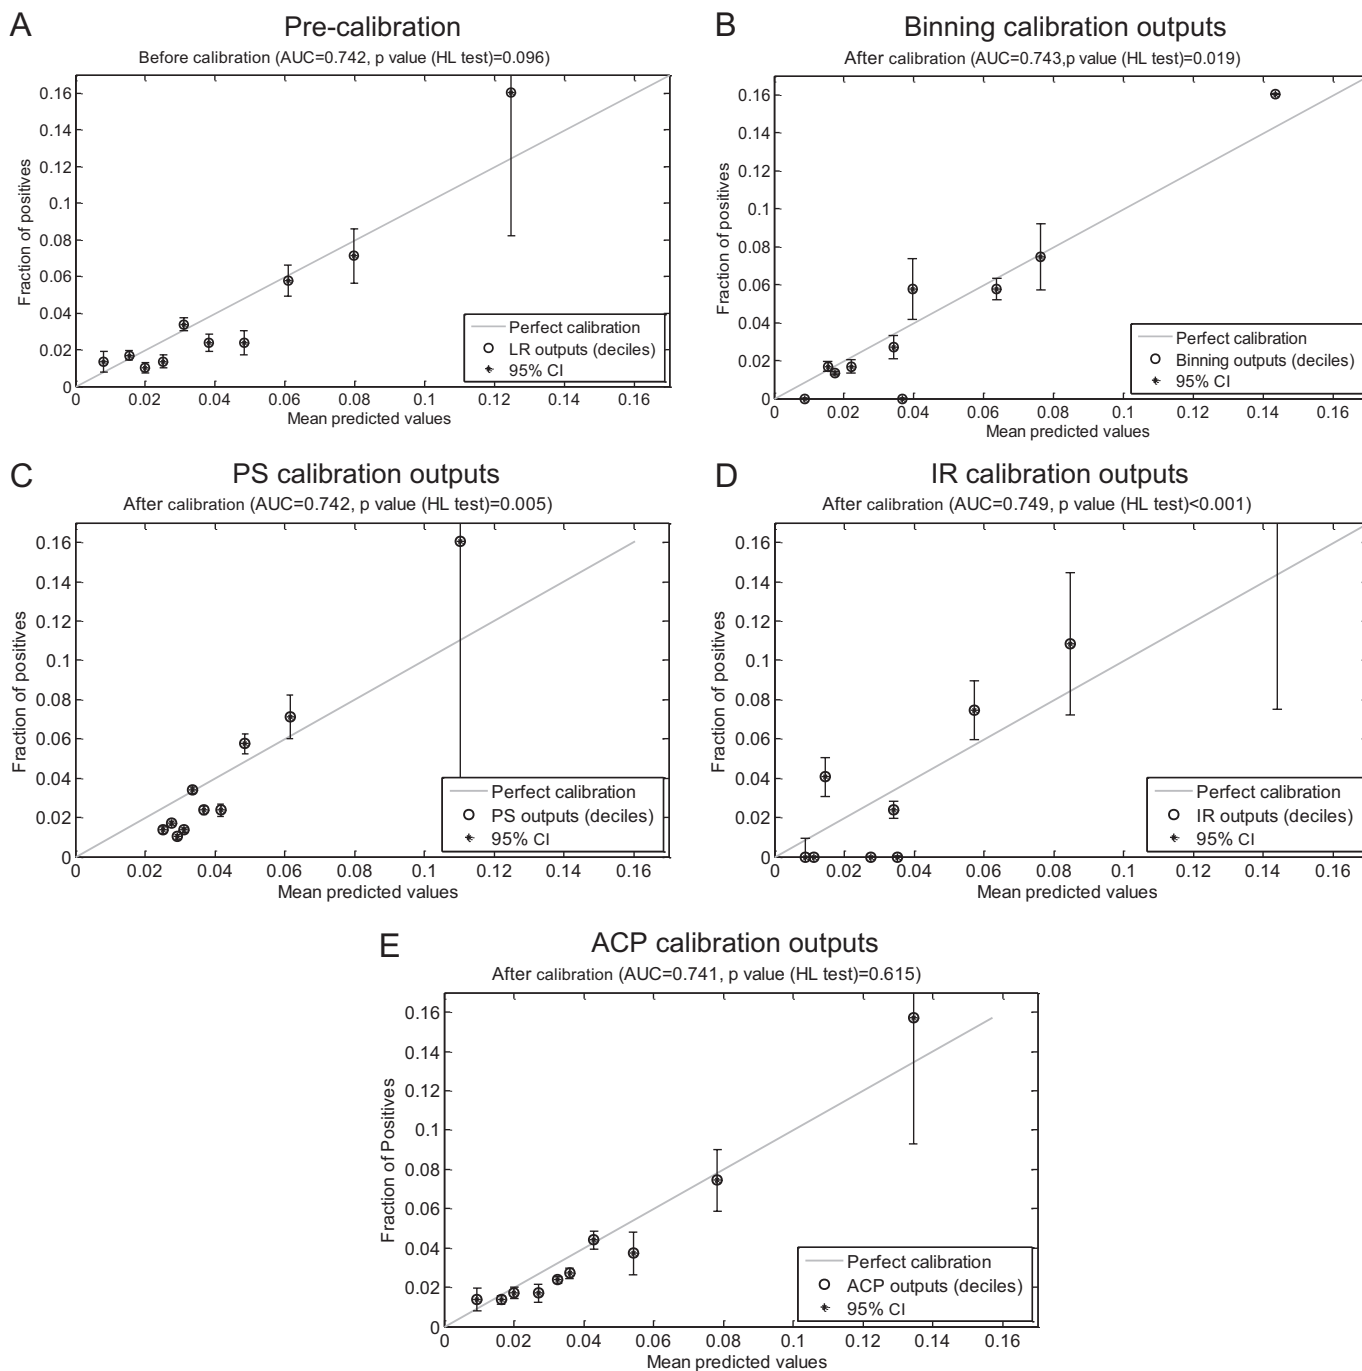 A
Pre-calibration
Before calibration (AUC=0.742, p value (HL test)=0.096)
0.16
0.14
0.12
0.1
0.08
0.06
0.04
0.02
0
Fraction of positives
Perfect calibration
LR outputs (deciles)
95% CI
0
0.02
0.04
0.06
0.08
0.1
0.12
0.14
0.16
Mean predicted values
B
Binning calibration outputs
After calibration (AUC=0.743,p value (HL test)=0.019)
0.16
0.14
0.12
0.1
0.08
0.06
0.04
0.02
0
Fraction of positives
Perfect calibration
Binning outputs (deciles)
95% CI
0
0.02
0.04
0.06
0.08
0.1
0.12
0.14
0.16
Mean predicted values
C
PS calibration outputs
After calibration (AUC=0.742, p value (HL test)=0.005)
0.16
0.14
0.12
0.1
0.08
0.06
0.04
0.02
0
Fraction of positives
Perfect calibration
PS outputs (deciles)
95% CI
0
0.02
0.04
0.06
0.08
0.1
0.12
0.14
0.16
Mean predicted values
D
IR calibration outputs
After calibration (AUC=0.749, p value (HL test)<0.001)
0.16
0.14
0.12
0.1
0.08
0.06
0.04
0.02
0
Fraction of positives
Perfect calibration
IR outputs (deciles)
95% CI
0
0.02
0.04
0.06
0.08
0.1
0.12
0.14
0.16
Mean predicted values
E
ACP calibration outputs
After calibration (AUC=0.741, p value (HL test)=0.615)
0.16
0.14
0.12
0.1
0.08
0.06
0.04
0.02
0
Fraction of Positives
Perfect calibration
ACP outputs (deciles)
95% CI
0
0.02
0.04
0.06
0.08
0.1
0.12
0.14
0.16
Mean predicted values